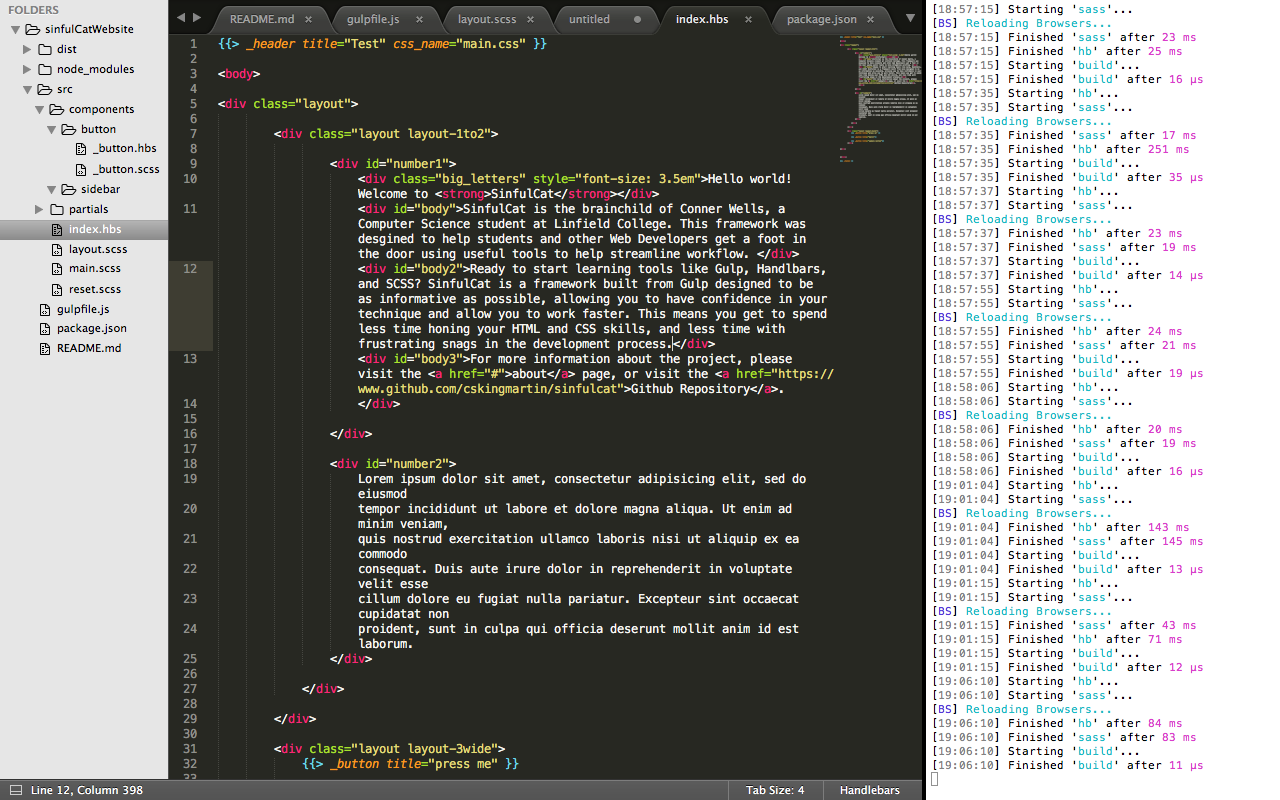 FOLDERS
sinfulCatWebsite
dist
node_modules
src
components
button
_button.hbs
_button.scss
sidebar
partials
index.hbs
layout.scss
main.scss
reset.scss
gulpfile.js
package.json
README.md
README.md × gulpfile.js × layout.scss × untitled index.hbs × package.json ×
1 {{> _header title="Test" css_name="main.css" }}
2
3 <body>
4
5 <div class="layout">
6
7 <div class="layout layout-1to2">
8
9 <div id="number1">
10 <div class="big_letters" style="font-size: 3.5em">Hello world!
Welcome to <strong>SinfulCat</strong></div>
11 <div id="body">SinfulCat is the brainchild of Conner Wells, a
Computer Science student at Linfield College. This framework was
desgined to help students and other Web Developers get a foot in
the door using useful tools to help streamline workflow. </div>
12 <div id="body2">Ready to start learning tools like Gulp, Handlbars,
and SCSS? SinfulCat is a framework built from Gulp designed to be
as informative as possible, allowing you to have confidence in your
technique and allow you to work faster. This means you get to spend
less time honing your HTML and CSS skills, and less time with
frustrating snags in the development process.</div>
13 <div id="body3">For more information about the project, please
visit the <a href="#">about</a> page, or visit the <a href="https://
www.github.com/cskingmartin/sinfulcat">Github Repository</a>.
14 </div>
15
16 </div>
17
18 <div id="number2">
19 Lorem ipsum dolor sit amet, consectetur adipisicing elit, sed do
eiusmod
20 tempor incididunt ut labore et dolore magna aliqua. Ut enim ad
minim veniam,
21 quis nostrud exercitation ullamco laboris nisi ut aliquip ex ea
commodo
22 consequat. Duis aute irure dolor in reprehenderit in voluptate
velit esse
23 cillum dolore eu fugiat nulla pariatur. Excepteur sint occaecat
cupidatat non
24 proident, sunt in culpa qui officia deserunt mollit anim id est
laborum.
25 </div>
26
27 </div>
28
29 </div>
30
31 <div class="layout layout-3wide">
32 {{> _button title="press me" }}
33
Line 12, Column 398 Tab Size: 4 Handlebars
[18:57:15] Starting 'sass'...
[BS] Reloading Browsers...
[18:57:15] Finished 'sass' after 23 ms
[18:57:15] Finished 'hb' after 25 ms
[18:57:15] Starting 'build'...
[18:57:15] Finished 'build' after 16 μs
[18:57:35] Starting 'hb'...
[18:57:35] Starting 'sass'...
[BS] Reloading Browsers...
[18:57:35] Finished 'sass' after 17 ms
[18:57:35] Finished 'hb' after 251 ms
[18:57:35] Starting 'build'...
[18:57:35] Finished 'build' after 35 μs
[18:57:37] Starting 'hb'...
[18:57:37] Starting 'sass'...
[BS] Reloading Browsers...
[18:57:37] Finished 'hb' after 23 ms
[18:57:37] Finished 'sass' after 19 ms
[18:57:37] Starting 'build'...
[18:57:37] Finished 'build' after 14 μs
[18:57:55] Starting 'hb'...
[18:57:55] Starting 'sass'...
[BS] Reloading Browsers...
[18:57:55] Finished 'hb' after 24 ms
[18:57:55] Finished 'sass' after 21 ms
[18:57:55] Starting 'build'...
[18:57:55] Finished 'build' after 19 μs
[18:58:06] Starting 'hb'...
[18:58:06] Starting 'sass'...
[BS] Reloading Browsers...
[18:58:06] Finished 'hb' after 20 ms
[18:58:06] Finished 'sass' after 19 ms
[18:58:06] Starting 'build'...
[18:58:06] Finished 'build' after 16 μs
[19:01:04] Starting 'hb'...
[19:01:04] Starting 'sass'...
[BS] Reloading Browsers...
[19:01:04] Finished 'hb' after 143 ms
[19:01:04] Finished 'sass' after 145 ms
[19:01:04] Starting 'build'...
[19:01:04] Finished 'build' after 13 μs
[19:01:15] Starting 'hb'...
[19:01:15] Starting 'sass'...
[BS] Reloading Browsers...
[19:01:15] Finished 'sass' after 43 ms
[19:01:15] Finished 'hb' after 71 ms
[19:01:15] Starting 'build'...
[19:01:15] Finished 'build' after 12 μs
[19:06:10] Starting 'hb'...
[19:06:10] Starting 'sass'...
[BS] Reloading Browsers...
[19:06:10] Finished 'hb' after 84 ms
[19:06:10] Finished 'sass' after 83 ms
[19:06:10] Starting 'build'...
[19:06:10] Finished 'build' after 11 μs